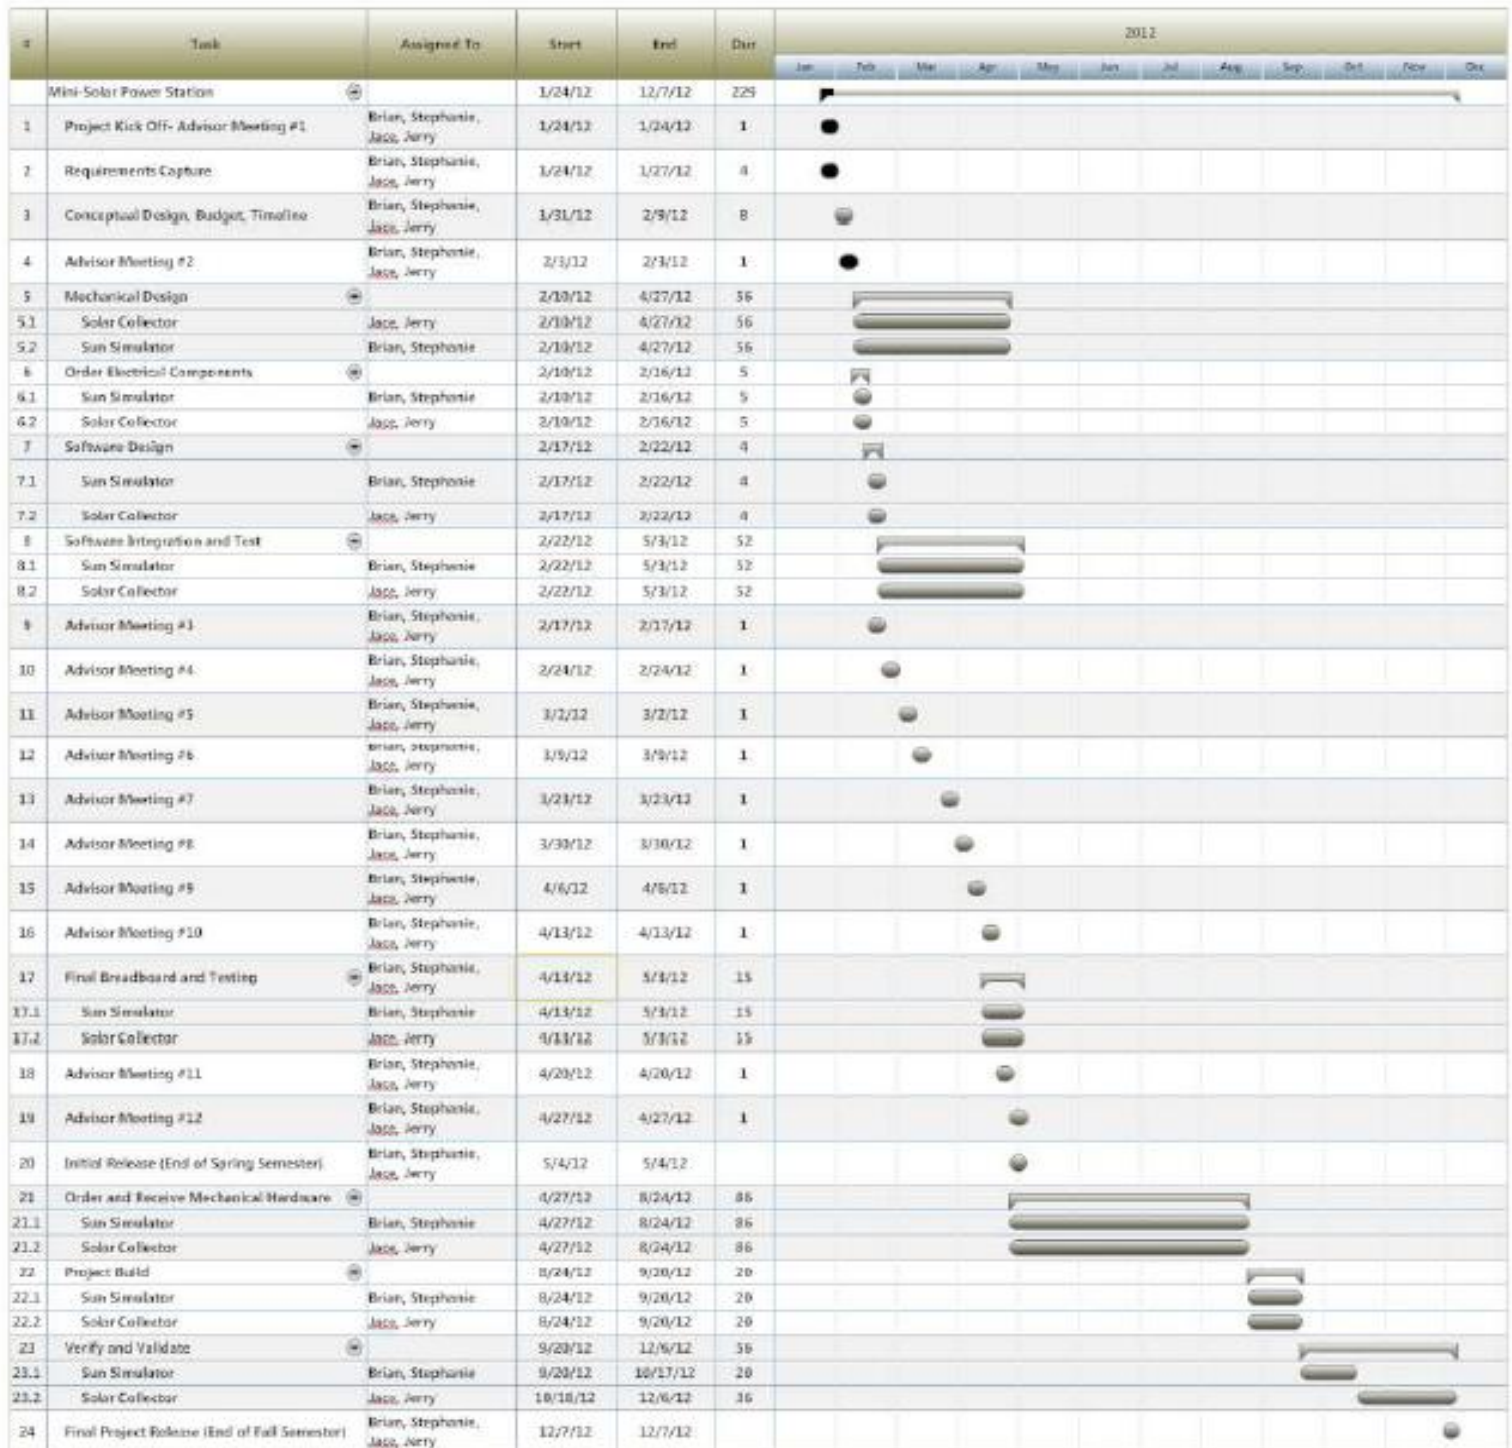 # Task Assigned To Start End Dur 2012
Jan Feb Mar Apr May Jun Jul Aug Sep Oct Nov Dec
Mini-Solar Power Station 1/24/12 12/7/12 229
1 Project Kick Off- Advisor Meeting #1 Brian, Stephanie, 1/24/12 1/24/12 1
Jace, Jerry
2 Requirements Capture Brian, Stephanie, 1/24/12 1/27/12 4
Jace, Jerry
3 Conceptual Design, Budget, Timeline Brian, Stephanie, 1/31/12 2/9/12 8
Jace, Jerry
4 Advisor Meeting #2 Brian, Stephanie, 2/3/12 2/3/12 1
Jace, Jerry
5 Mechanical Design 2/10/12 4/27/12 56
5.1 Solar Collector Jace, Jerry 2/10/12 4/27/12 56
5.2 Sun Simulator Brian, Stephanie 2/10/12 4/27/12 56
6 Order Electrical Components 2/10/12 2/16/12 5
6.1 Sun Simulator Brian, Stephanie 2/10/12 2/16/12 5
6.2 Solar Collector Jace, Jerry 2/10/12 2/16/12 5
7 Software Design 2/17/12 2/22/12 4
7.1 Sun Simulator Brian, Stephanie 2/17/12 2/22/12 4
7.2 Solar Collector Jace, Jerry 2/17/12 2/22/12 4
8 Software Integration and Test 2/22/12 5/3/12 52
8.1 Sun Simulator Brian, Stephanie 2/22/12 5/3/12 52
8.2 Solar Collector Jace, Jerry 2/22/12 5/3/12 52
9 Advisor Meeting #3 Brian, Stephanie, 2/17/12 2/17/12 1
Jace, Jerry
10 Advisor Meeting #4 Brian, Stephanie, 2/24/12 2/24/12 1
Jace, Jerry
11 Advisor Meeting #5 Brian, Stephanie, 3/2/12 3/2/12 1
Jace, Jerry
12 Advisor Meeting #6 Brian, Stephanie, 3/9/12 3/9/12 1
Jace, Jerry
13 Advisor Meeting #7 Brian, Stephanie, 3/23/12 3/23/12 1
Jace, Jerry
14 Advisor Meeting #8 Brian, Stephanie, 3/30/12 3/30/12 1
Jace, Jerry
15 Advisor Meeting #9 Brian, Stephanie, 4/6/12 4/6/12 1
Jace, Jerry
16 Advisor Meeting #10 Brian, Stephanie, 4/13/12 4/13/12 1
Jace, Jerry
17 Final Breadboard and Testing Brian, Stephanie, 4/13/12 5/3/12 15
Jace, Jerry
17.1 Sun Simulator Brian, Stephanie 4/13/12 5/3/12 15
17.2 Solar Collector Jace, Jerry 4/13/12 5/3/12 15
18 Advisor Meeting #11 Brian, Stephanie, 4/20/12 4/20/12 1
Jace, Jerry
19 Advisor Meeting #12 Brian, Stephanie, 4/27/12 4/27/12 1
Jace, Jerry
20 Initial Release (End of Spring Semester) Brian, Stephanie, 5/4/12 5/4/12
Jace, Jerry
21 Order and Receive Mechanical Hardware 4/27/12 8/24/12 86
21.1 Sun Simulator Brian, Stephanie 4/27/12 8/24/12 86
21.2 Solar Collector Jace, Jerry 4/27/12 8/24/12 86
22 Project Build 8/24/12 9/20/12 20
22.1 Sun Simulator Brian, Stephanie 8/24/12 9/20/12 20
22.2 Solar Collector Jace, Jerry 8/24/12 9/20/12 20
23 Verify and Validate 9/20/12 12/6/12 56
23.1 Sun Simulator Brian, Stephanie 9/20/12 10/17/12 20
23.2 Solar Collector Jace, Jerry 10/18/12 12/6/12 36
24 Final Project Release (End of Fall Semester) Brian, Stephanie, 12/7/12 12/7/12
Jace, Jerry